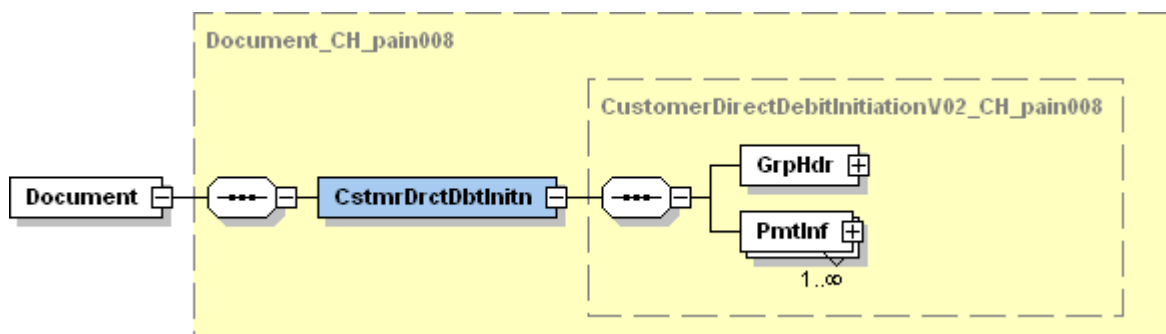 Document_CH_pain008
CustomerDirectDebitInitiationV02_CH_pain008
GrpHdr
Document
CstmrDrctDbtInitn
PmtInf
1..∞